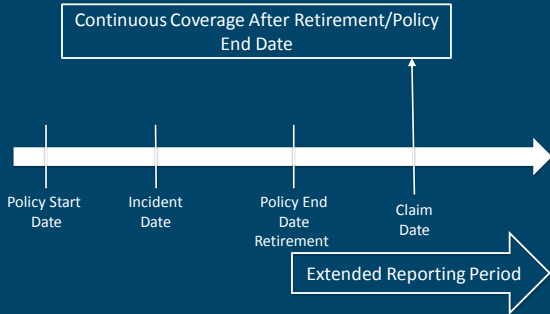 Continuous Coverage After Retirement/Policy
End Date
Policy Start
Date
Incident
Date
Policy End
Date
Retirement
Claim
Date
Extended Reporting Period